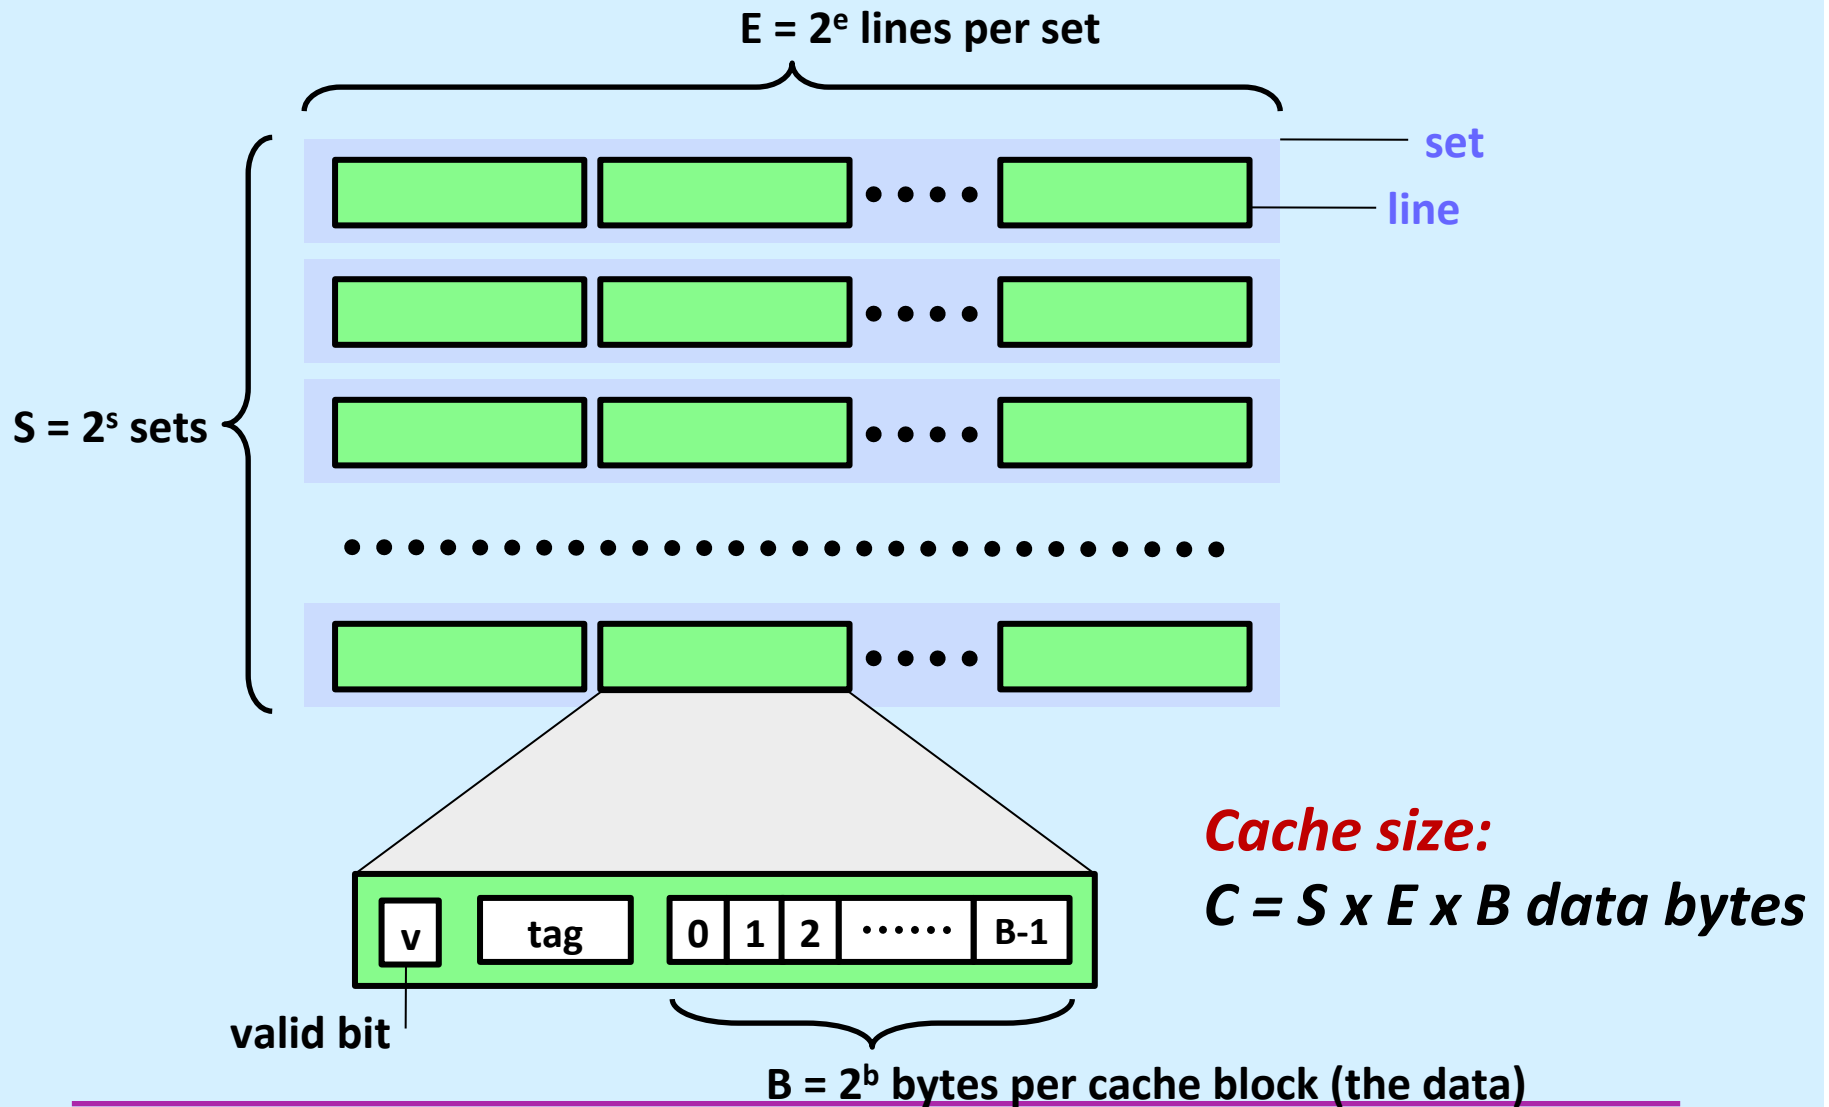 E = 2ᵉ lines per set
set
line
S = 2ˢ sets
Cache size:
C = S x E x B data bytes
v
tag
0 1 2 ...... B-1
valid bit
B = 2ᵇ bytes per cache block (the data)